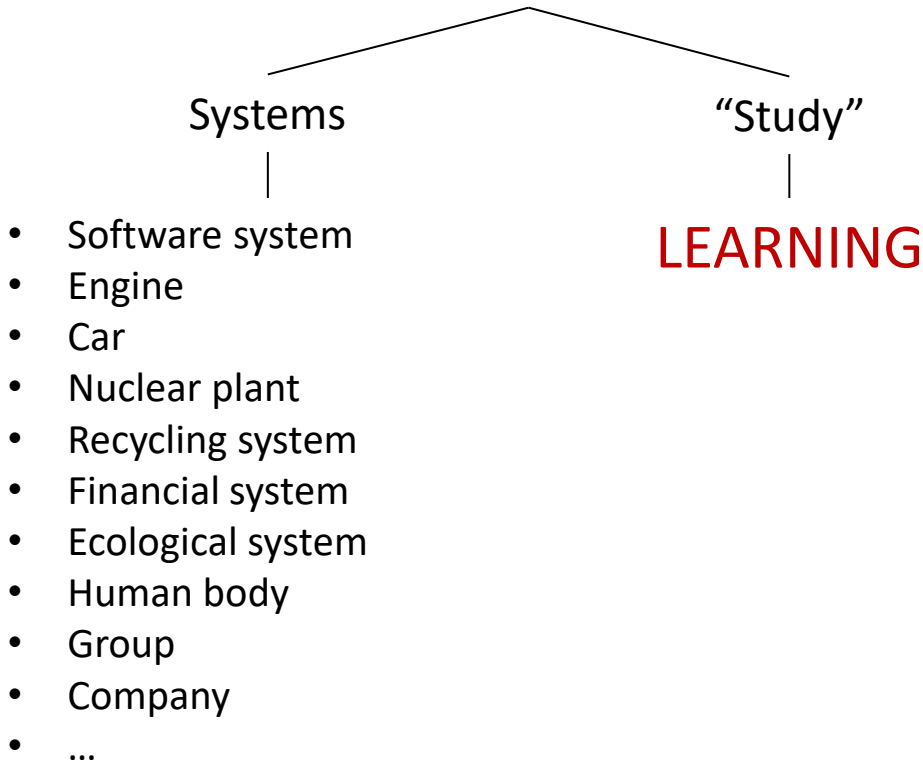 Systems
“Study”
• Software system
• Engine
• Car
• Nuclear plant
• Recycling system
• Financial system
• Ecological system
• Human body
• Group
• Company
• …
LEARNING